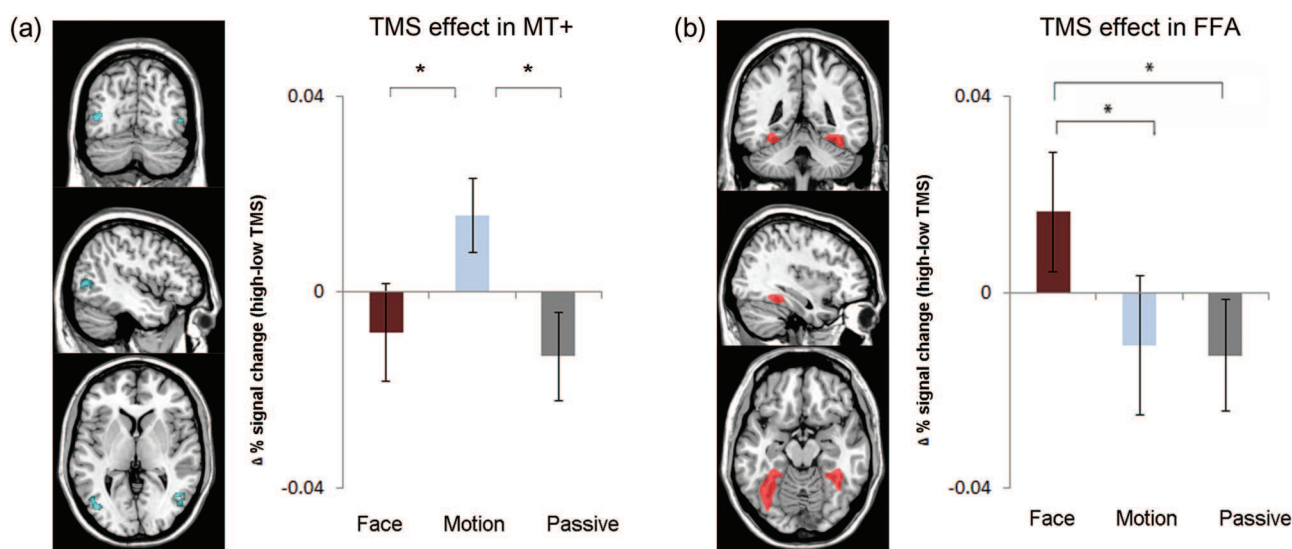 (a)
TMS effect in MT+
* *
0.04
0
-0.04
Δ % signal change (high-low TMS)
Face Motion Passive
(b)
TMS effect in FFA
*
*
0.04
0
-0.04
Δ % signal change (high-low TMS)
Face Motion Passive